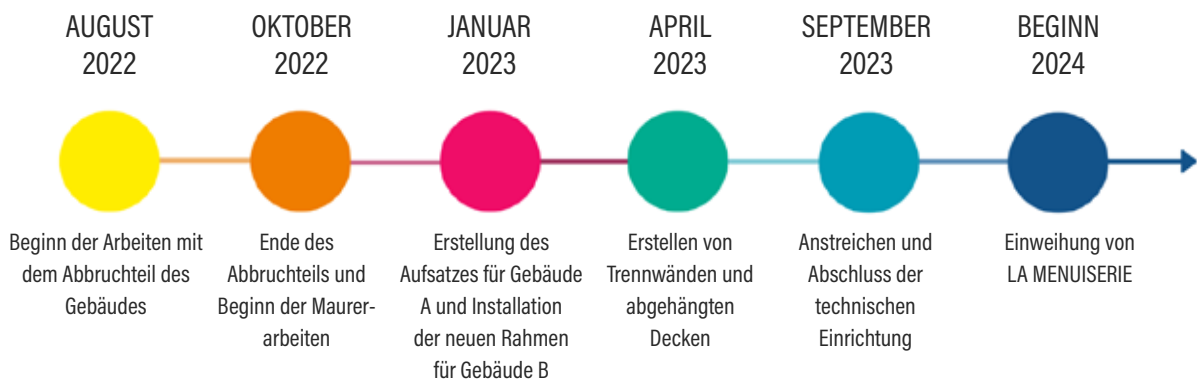 AUGUST
2022
OKTOBER
2022
JANUAR
2023
APRIL
2023
SEPTEMBER
2023
BEGINN
2024
Beginn der Arbeiten mit
dem Abbruchteil des
Gebäudes
Ende des
Abbruchteils und
Beginn der Maurer-
arbeiten
Erstellung des
Aufsatzes für Gebäude
A und Installation
der neuen Rahmen
für Gebäude B
Erstellen von
Trennwänden und
abgehängten
Decken
Anstreichen und
Abschluss der
technischen
Einrichtung
Einweihung von
LA MENUISERIE